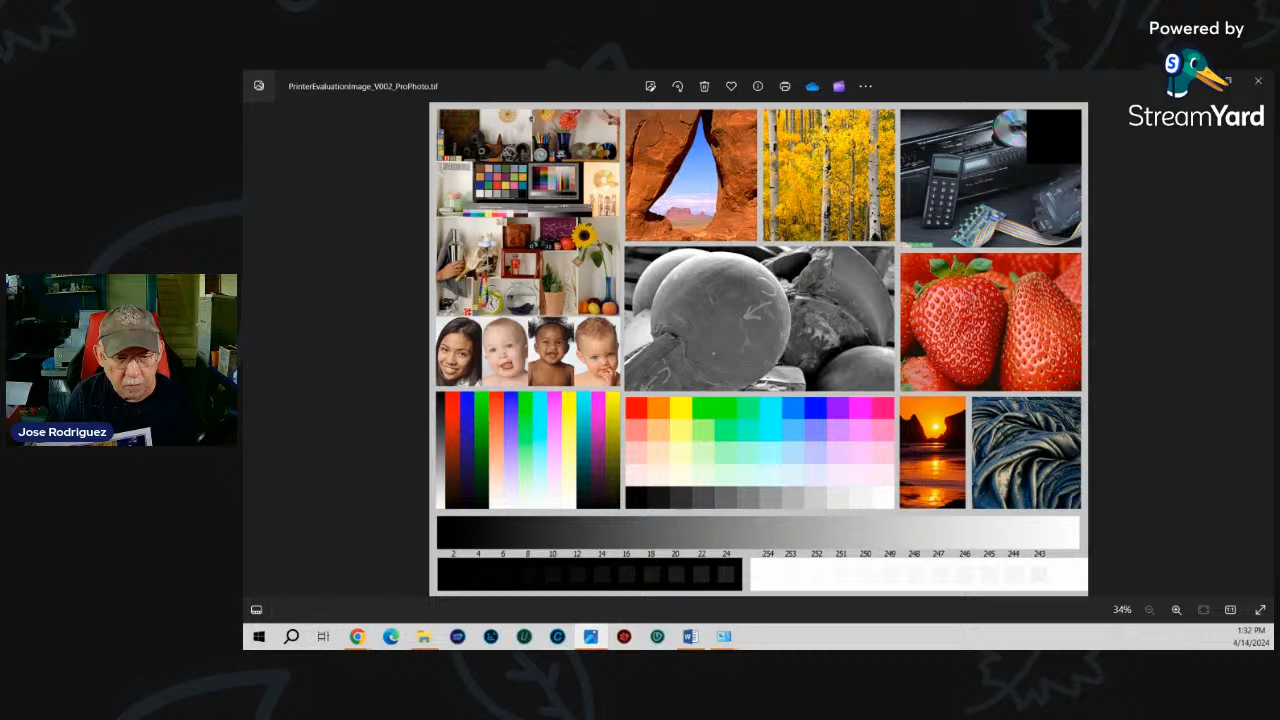 Powered by
StreamYard
PrinterEvaluationImage_V002_ProPhoto.tif
Jose Rodriguez
2 4 6 8 10 12 14 16 18 20 22 24 254 253 252 251 250 249 248 247 246 245 244 243
34%
1:32 PM
4/14/2024